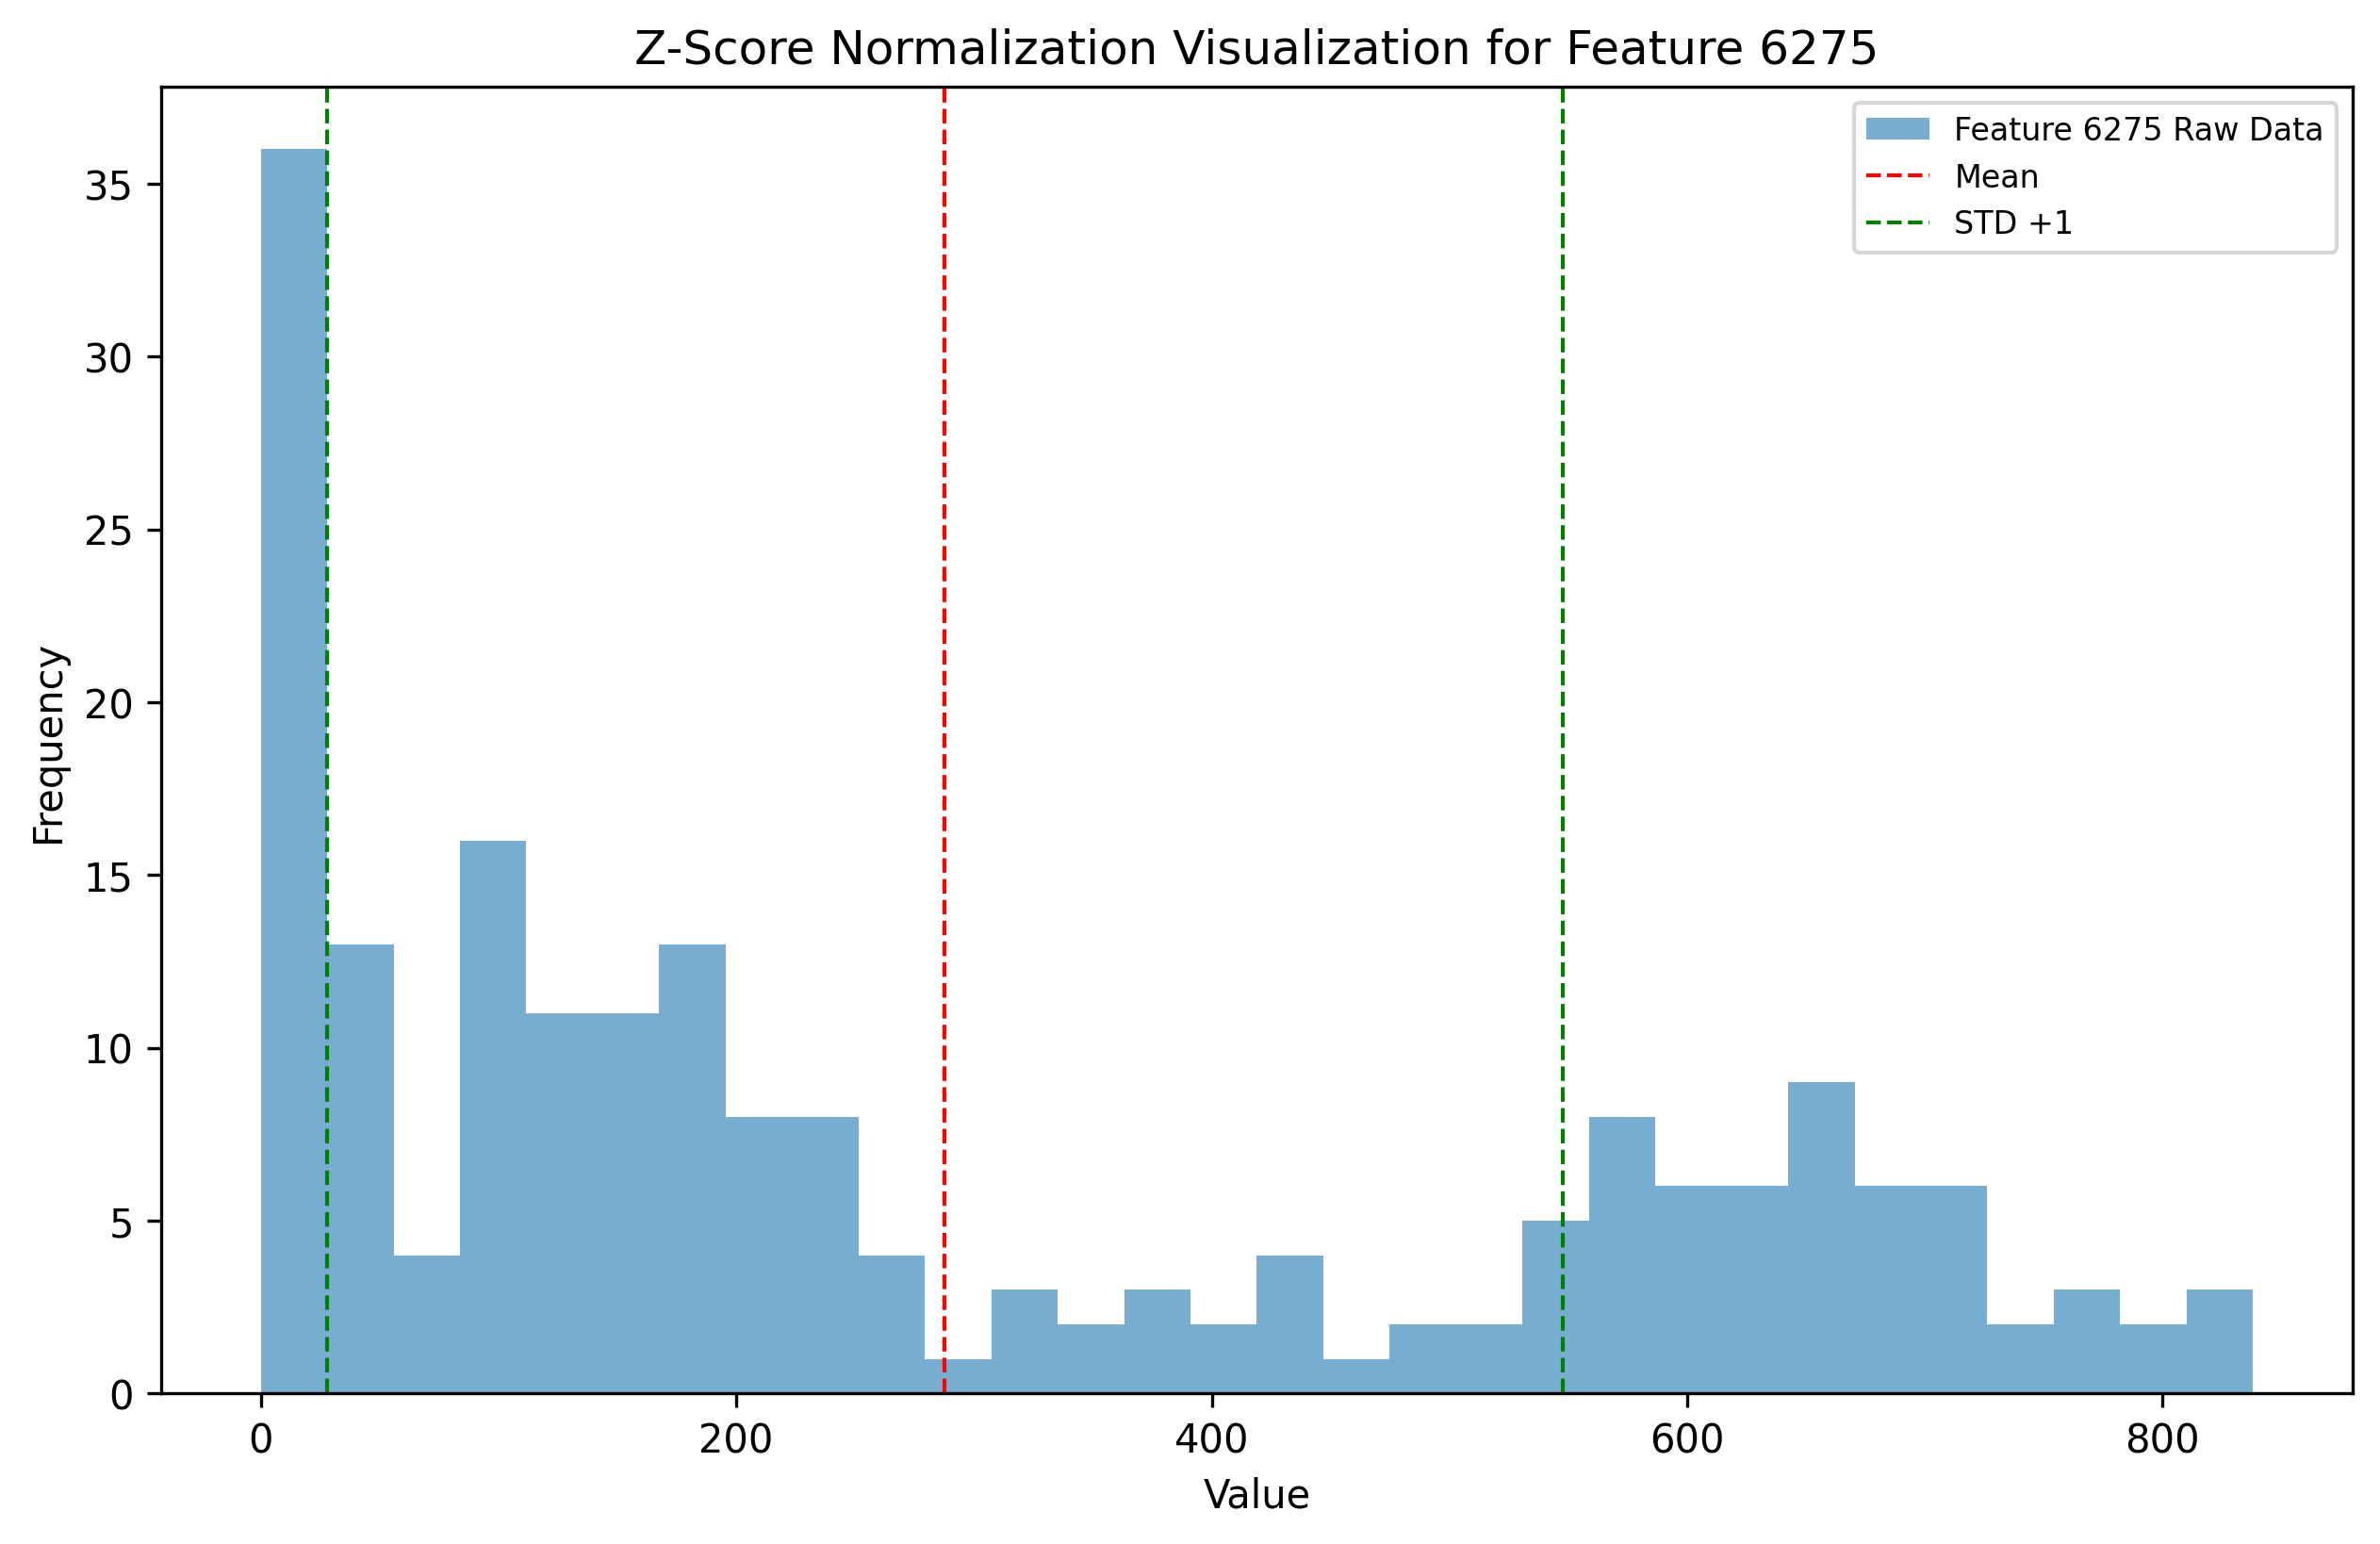 Z-Score Normalization Visualization for Feature 6275
Feature 6275 Raw Data
Mean
STD +1
35
30
25
20
15
10
5
0
Frequency
0 200 400 600 800
Value